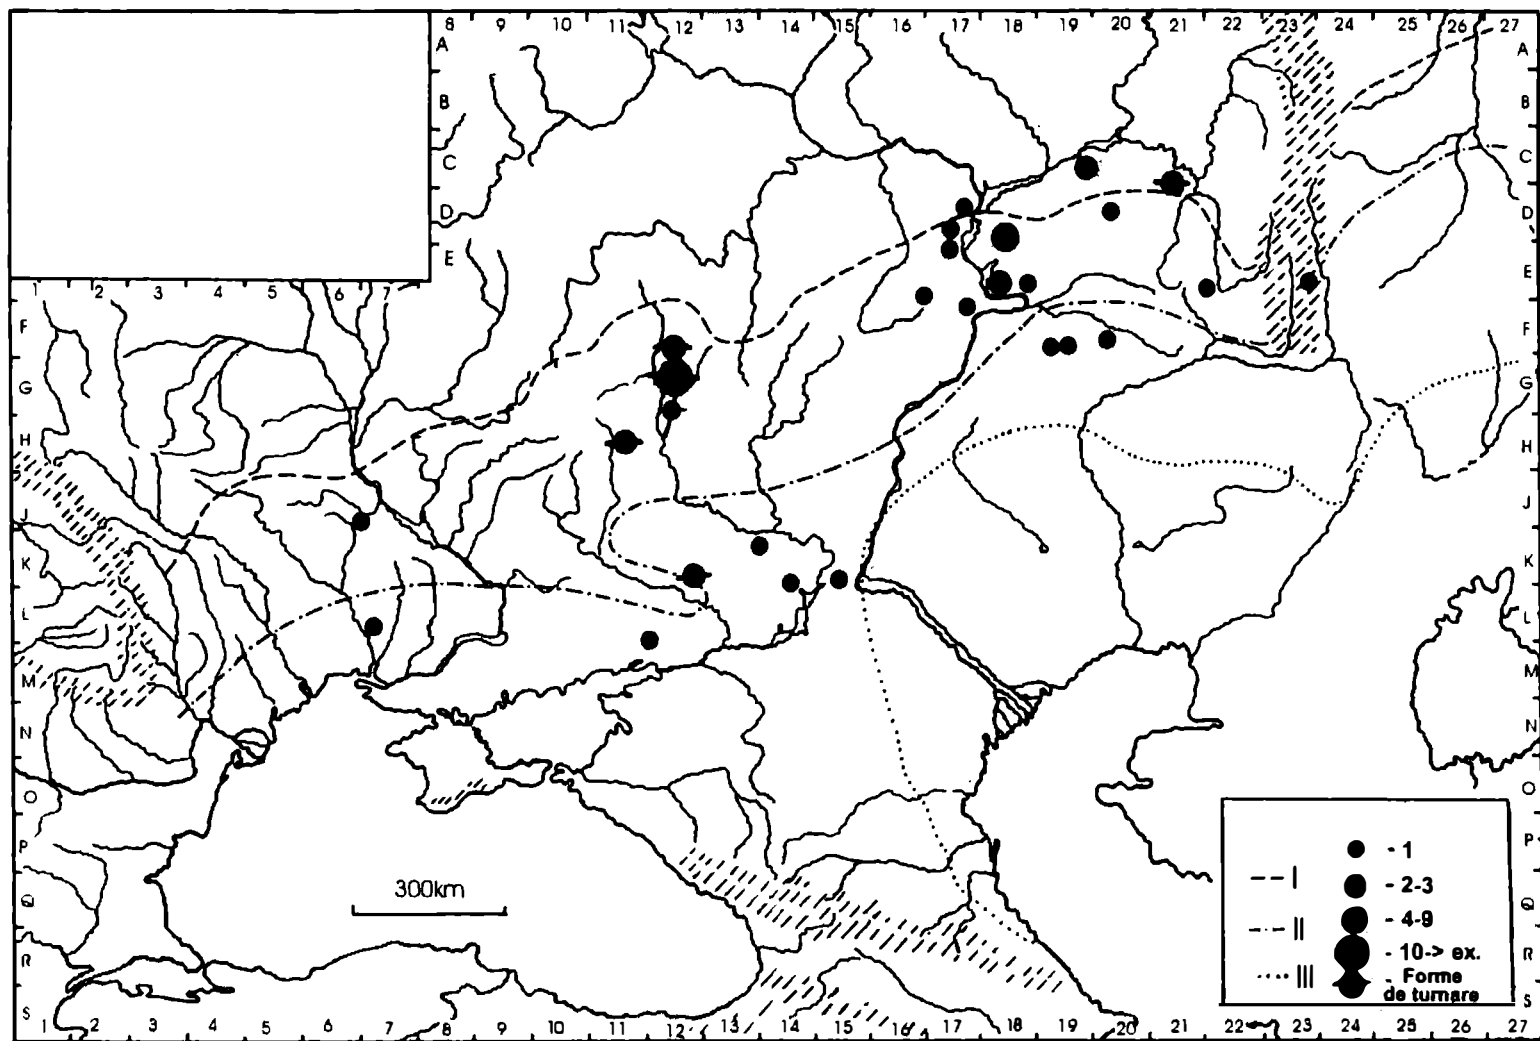 8 9 10 11 12 13 14 15 16 17 18 19 20 21 22 23 24 25 26 27
A A
B B
C C
D D
E E
1 2 3 4 5 6 7
F F
G G
H H
J J
K K
L L
M M
N N
O O
P P
Q Q
R R
S S
300km
- 1
I
- 2-3
- 4-9
II
- 10-> ex.
III
- Forme
de turnare
1 2 3 4 5 6 7 8 9 10 11 12 13 14 15 16 17 18 19 20 21 22 23 24 25 26 27